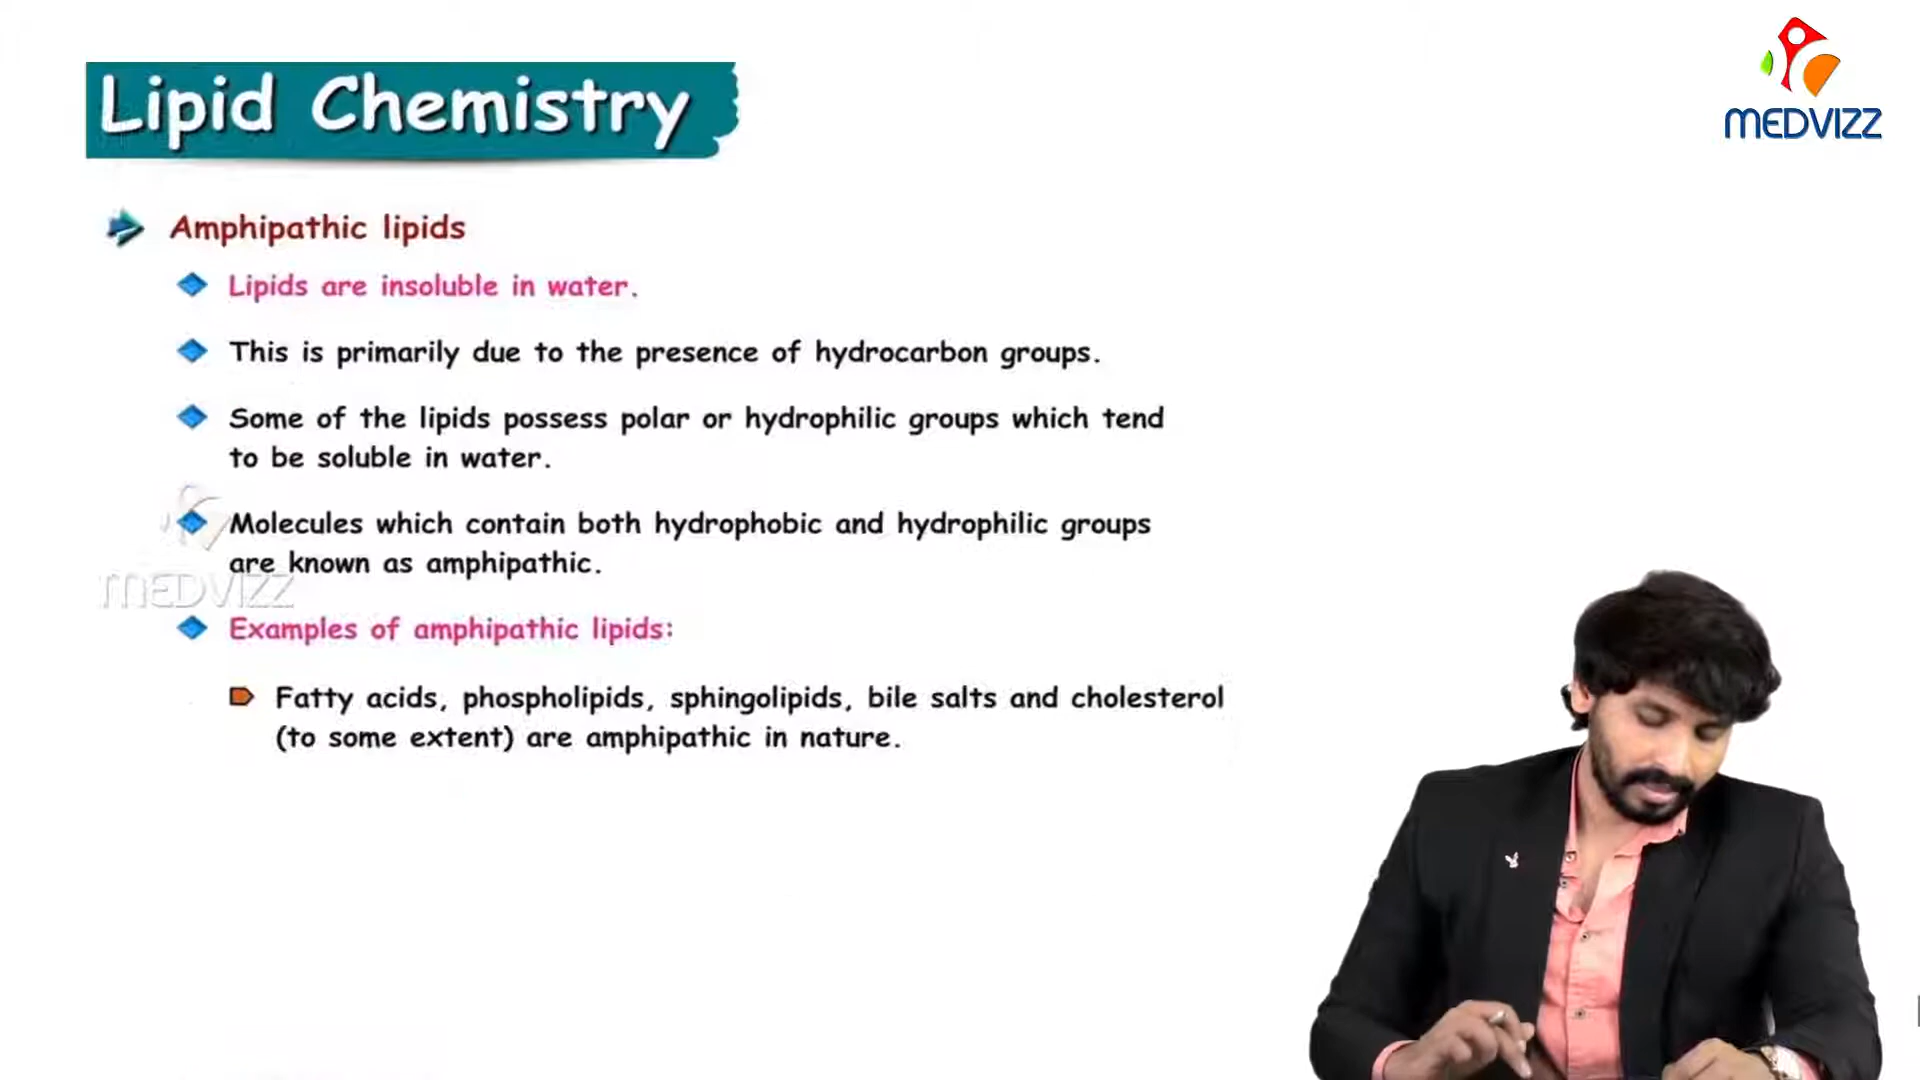 Lipid Chemistry
MEDVIZZ
Amphipathic lipids
Lipids are insoluble in water.
This is primarily due to the presence of hydrocarbon groups.
Some of the lipids possess polar or hydrophilic groups which tend
to be soluble in water.
Molecules which contain both hydrophobic and hydrophilic groups
are known as amphipathic.
MEDVIZZ
Examples of amphipathic lipids:
Fatty acids, phospholipids, sphingolipids, bile salts and cholesterol
(to some extent) are amphipathic in nature.